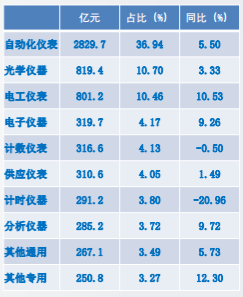 亿元 占比（%） 同比（%）
自动化仪表 2829.7 36.94 5.50
光学仪器 819.4 10.70 3.33
电工仪表 801.2 10.46 10.53
电子仪器 319.7 4.17 9.26
计数仪表 316.6 4.13 -0.50
供应仪表 310.6 4.05 1.49
计时仪器 291.2 3.80 -20.96
分析仪器 285.2 3.72 9.72
其他通用 267.1 3.49 5.73
其他专用 250.8 3.27 12.30